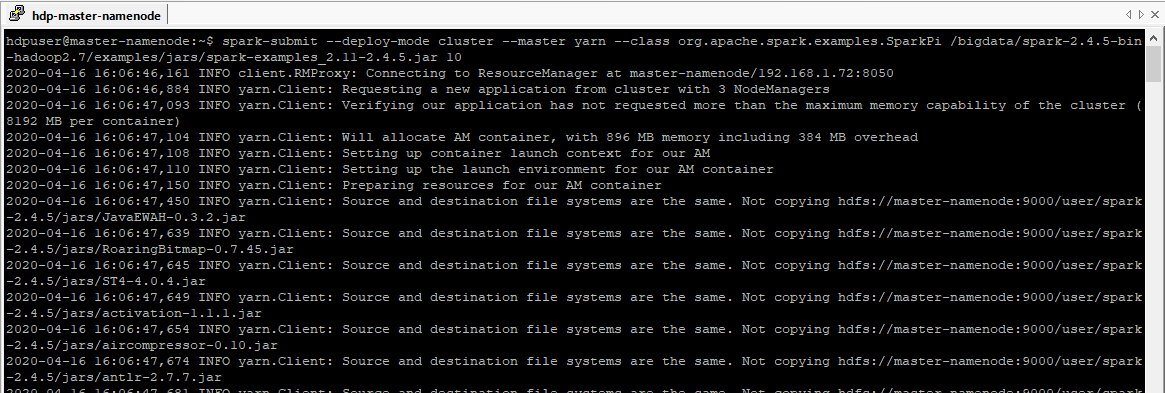 hdp-master-namenode
hdpuser@master-namenode:~$ spark-submit --deploy-mode cluster --master yarn --class org.apache.spark.examples.SparkPi /bigdata/spark-2.4.5-bin
-hadoop2.7/examples/jars/spark-examples_2.11-2.4.5.jar 10
2020-04-16 16:06:46,161 INFO client.RMProxy: Connecting to ResourceManager at master-namenode/192.168.1.72:8050
2020-04-16 16:06:46,884 INFO yarn.Client: Requesting a new application from cluster with 3 NodeManagers
2020-04-16 16:06:47,093 INFO yarn.Client: Verifying our application has not requested more than the maximum memory capability of the cluster (
8192 MB per container)
2020-04-16 16:06:47,104 INFO yarn.Client: Will allocate AM container, with 896 MB memory including 384 MB overhead
2020-04-16 16:06:47,108 INFO yarn.Client: Setting up container launch context for our AM
2020-04-16 16:06:47,110 INFO yarn.Client: Setting up the launch environment for our AM container
2020-04-16 16:06:47,150 INFO yarn.Client: Preparing resources for our AM container
2020-04-16 16:06:47,450 INFO yarn.Client: Source and destination file systems are the same. Not copying hdfs://master-namenode:9000/user/spark
-2.4.5/jars/JavaEWAH-0.3.2.jar
2020-04-16 16:06:47,639 INFO yarn.Client: Source and destination file systems are the same. Not copying hdfs://master-namenode:9000/user/spark
-2.4.5/jars/RoaringBitmap-0.7.45.jar
2020-04-16 16:06:47,645 INFO yarn.Client: Source and destination file systems are the same. Not copying hdfs://master-namenode:9000/user/spark
-2.4.5/jars/ST4-4.0.4.jar
2020-04-16 16:06:47,649 INFO yarn.Client: Source and destination file systems are the same. Not copying hdfs://master-namenode:9000/user/spark
-2.4.5/jars/activation-1.1.1.jar
2020-04-16 16:06:47,654 INFO yarn.Client: Source and destination file systems are the same. Not copying hdfs://master-namenode:9000/user/spark
-2.4.5/jars/aircompressor-0.10.jar
2020-04-16 16:06:47,674 INFO yarn.Client: Source and destination file systems are the same. Not copying hdfs://master-namenode:9000/user/spark
-2.4.5/jars/antlr-2.7.7.jar
2020-04-16 16:06:47,681 INFO yarn.Client: Source and destination file systems are the same. Not copying hdfs://master-namenode:9000/user/spark